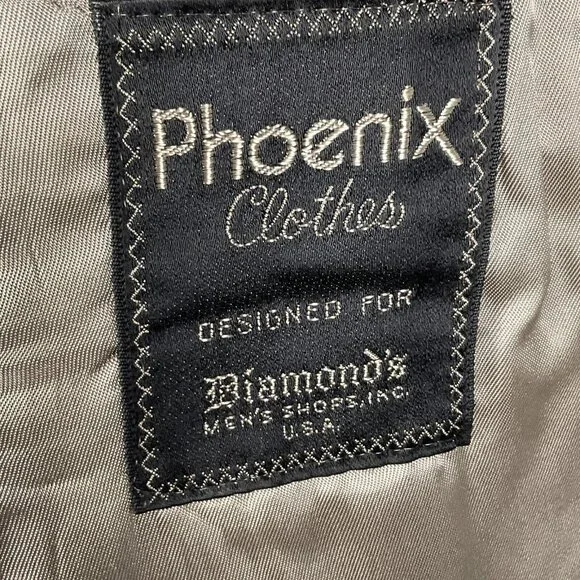 Phoenix
Clothes
DESIGNED FOR
Diamond's
MEN'S SHOPS, INC.
U.S.A.